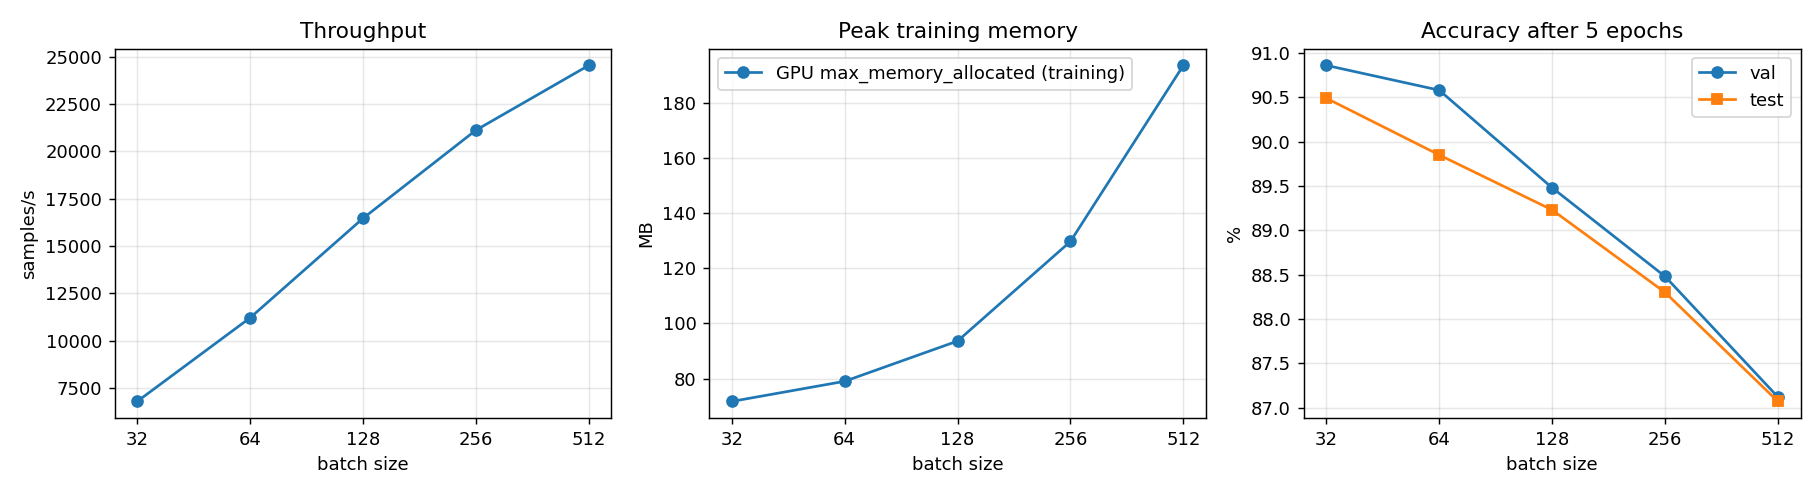 Throughput
samples/s
25000
22500
20000
17500
15000
12500
10000
7500
32 64 128 256 512
batch size
Peak training memory
GPU max_memory_allocated (training)
MB
180
160
140
120
100
80
32 64 128 256 512
batch size
Accuracy after 5 epochs
val
test
%
91.0
90.5
90.0
89.5
89.0
88.5
88.0
87.5
87.0
32 64 128 256 512
batch size